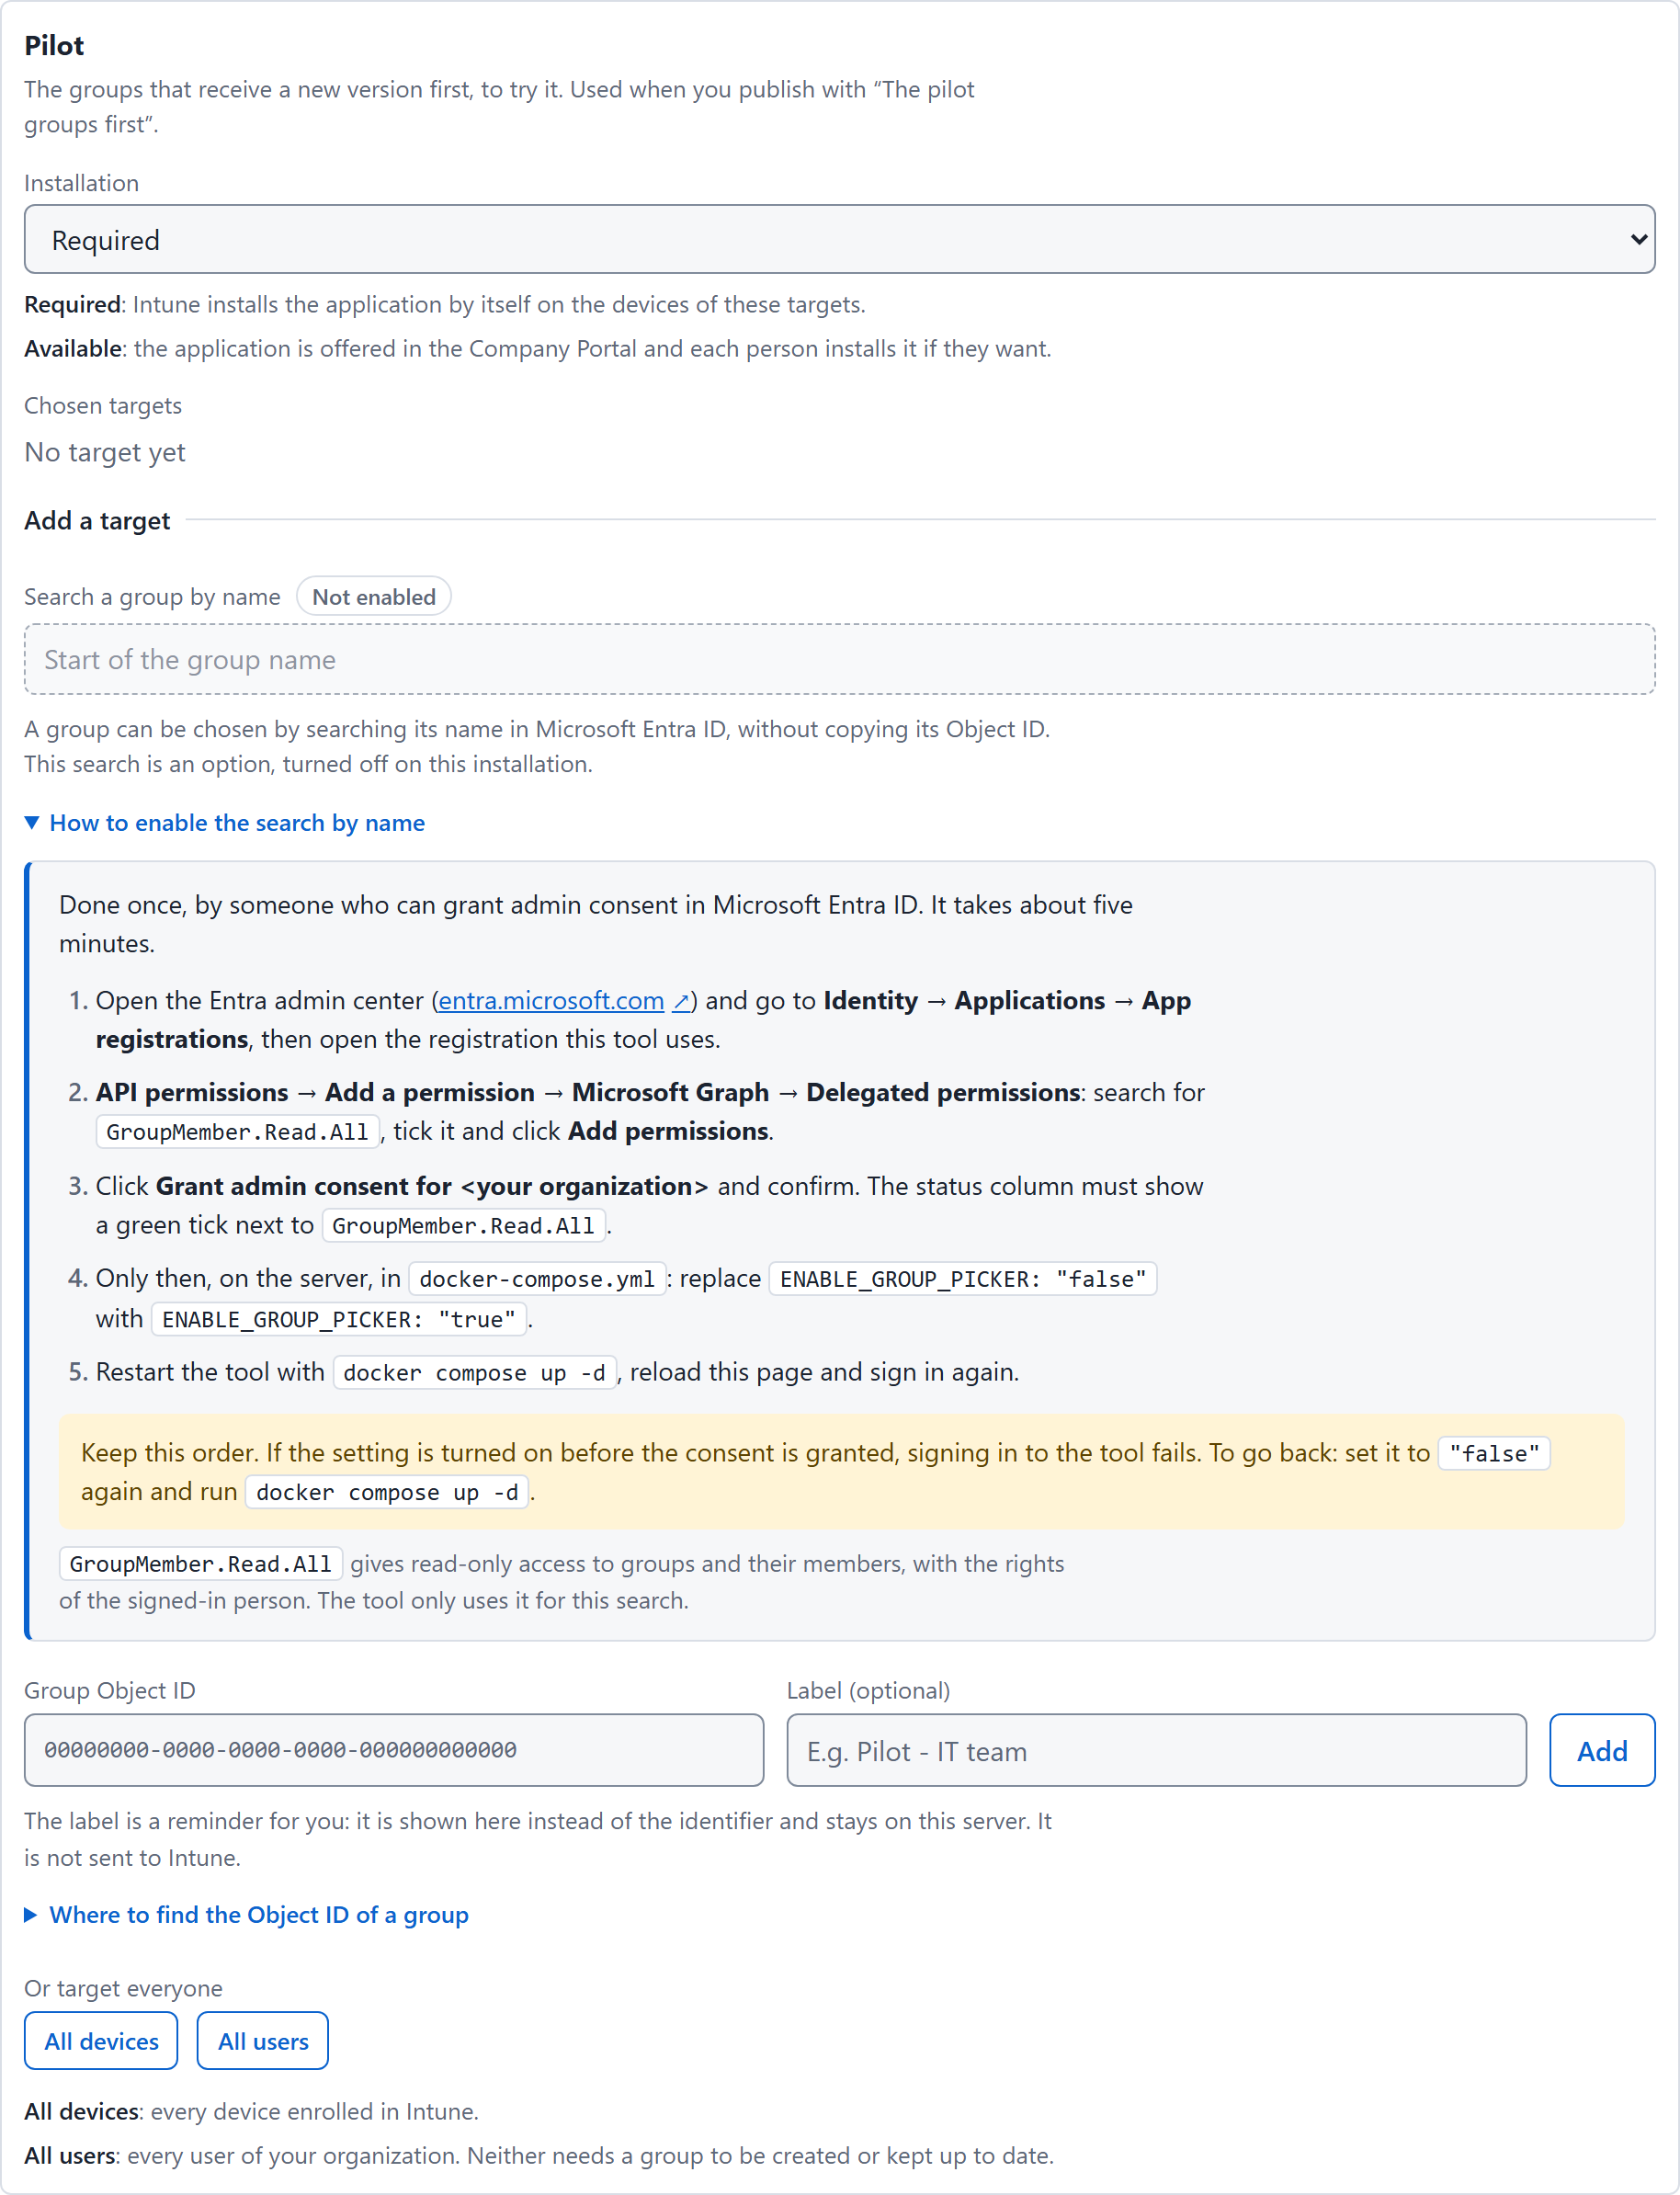 Pilot
The groups that receive a new version first, to try it. Used when you publish with “The pilot
groups first”.
Installation
Required
Required: Intune installs the application by itself on the devices of these targets.
Available: the application is offered in the Company Portal and each person installs it if they want.
Chosen targets
No target yet
Add a target
Search a group by name Not enabled
Start of the group name
A group can be chosen by searching its name in Microsoft Entra ID, without copying its Object ID.
This search is an option, turned off on this installation.
▼ How to enable the search by name
Done once, by someone who can grant admin consent in Microsoft Entra ID. It takes about five
minutes.
1. Open the Entra admin center (entra.microsoft.com ↗) and go to Identity → Applications → App
registrations, then open the registration this tool uses.
2. API permissions → Add a permission → Microsoft Graph → Delegated permissions: search for
GroupMember.Read.All, tick it and click Add permissions.
3. Click Grant admin consent for <your organization> and confirm. The status column must show
a green tick next to GroupMember.Read.All.
4. Only then, on the server, in docker-compose.yml: replace ENABLE_GROUP_PICKER: "false"
with ENABLE_GROUP_PICKER: "true".
5. Restart the tool with docker compose up -d, reload this page and sign in again.
Keep this order. If the setting is turned on before the consent is granted, signing in to the tool fails. To go back: set it to "false"
again and run docker compose up -d.
GroupMember.Read.All gives read-only access to groups and their members, with the rights
of the signed-in person. The tool only uses it for this search.
Group Object ID
00000000-0000-0000-0000-000000000000
Label (optional)
E.g. Pilot - IT team
Add
The label is a reminder for you: it is shown here instead of the identifier and stays on this server. It
is not sent to Intune.
▶ Where to find the Object ID of a group
Or target everyone
All devices
All users
All devices: every device enrolled in Intune.
All users: every user of your organization. Neither needs a group to be created or kept up to date.